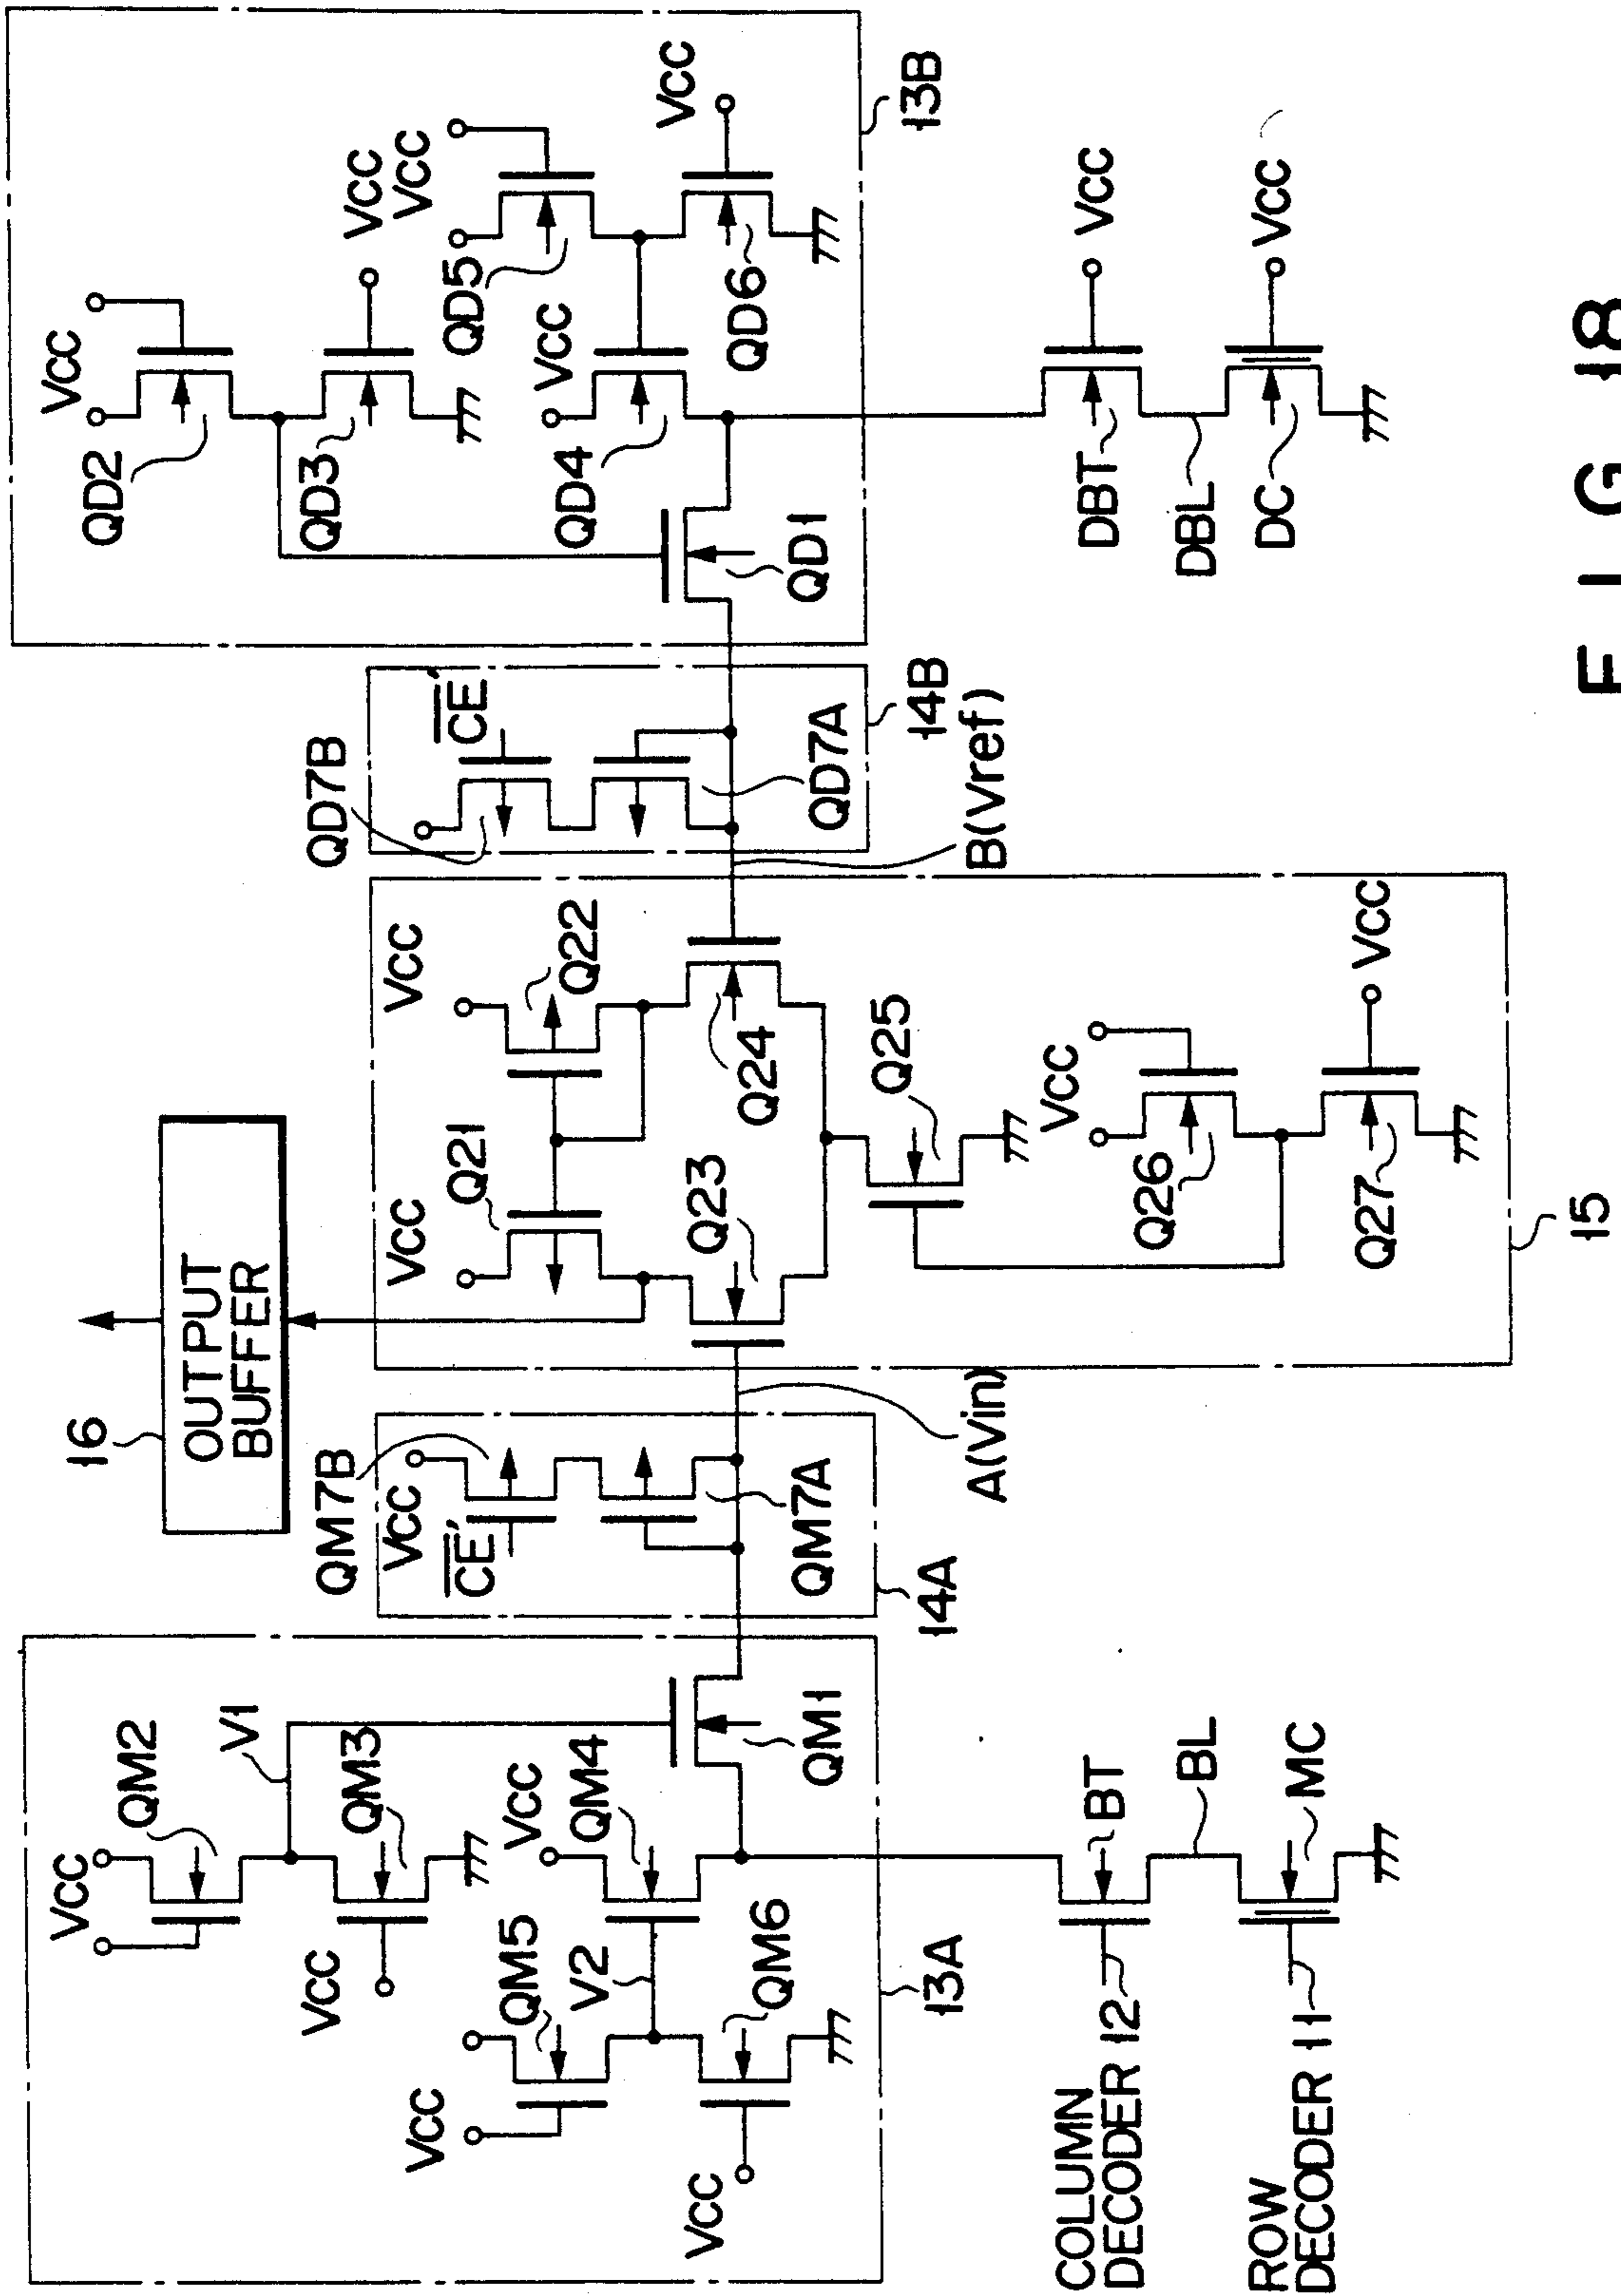 16
OUTPUT
BUFFER
VCC
QM2
V1
QM3
VCC
QM5
V2
VCC
QM4
VCC
QM6
VCC
QM1
13A
COLUMN
DECODER 12
BT
BL
ROW
DECODER 11
MC
QM7B
VCC
CE'
QM7A
14A
A(Vin)
VCC
Q21
VCC
Q22
Q23
Q24
Q25
VCC
Q26
Q27
VCC
15
QD7B
CE'
QD7A
14B
B(Vref)
VCC
QD2
QD3
VCC
VCC
QD5
VCC
QD4
QD6
VCC
QD1
13B
DBT
VCC
DBL
DC
VCC
FIG. 18